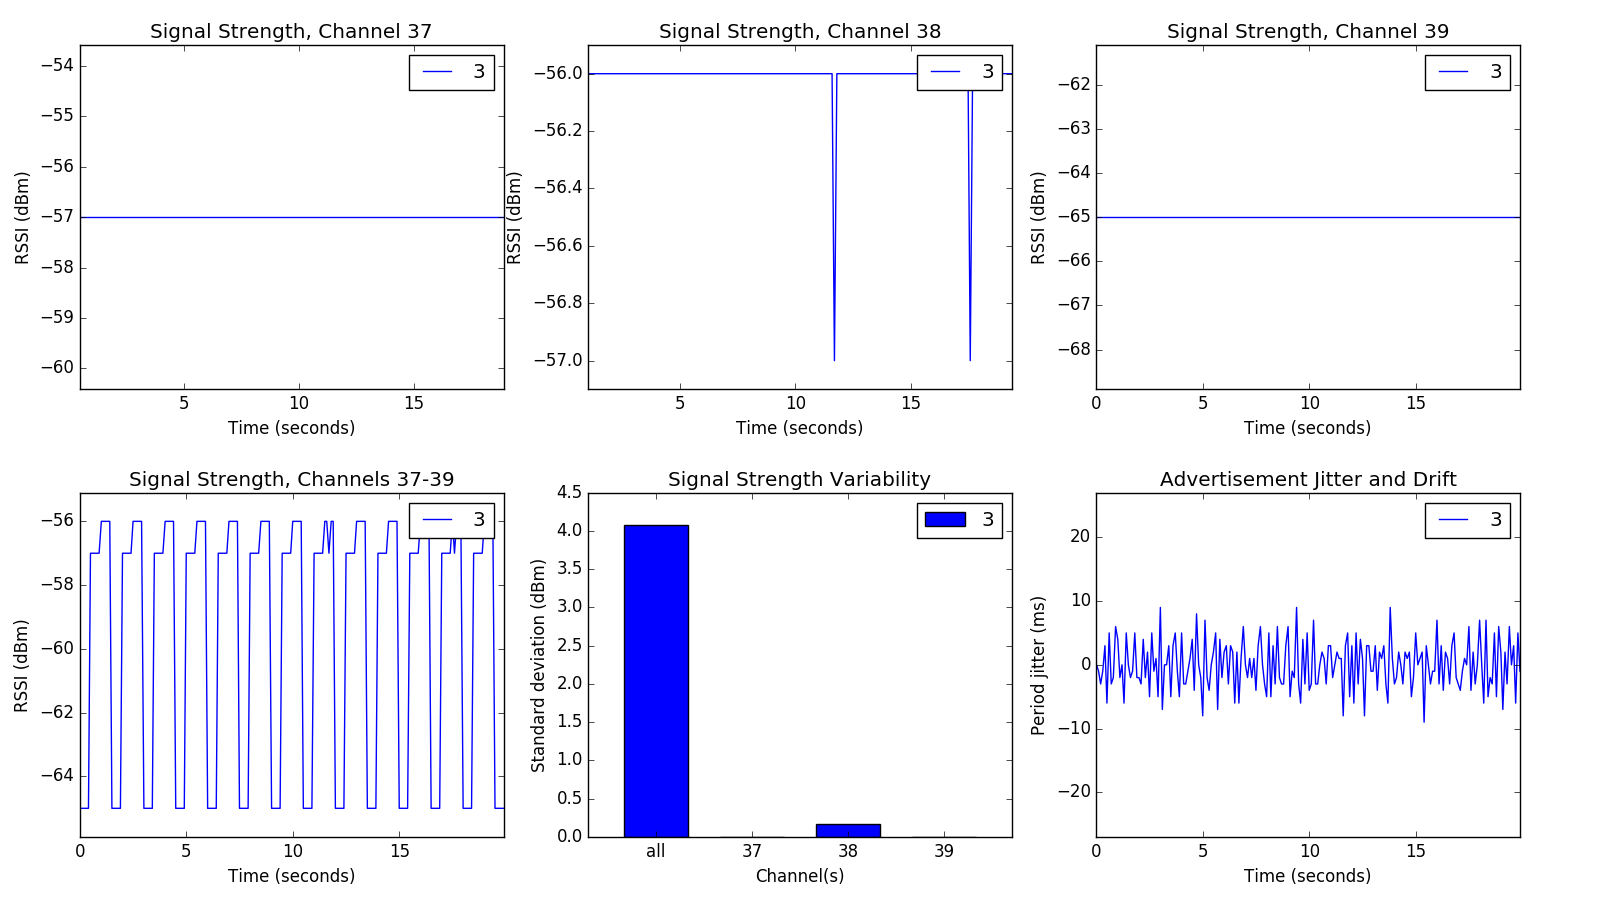 Signal Strength, Channel 37
3
−54
−55
−56
−57
−58
−59
−60
RSSI (dBm)
5 10 15
Time (seconds)
Signal Strength, Channel 38
3
−56.0
−56.2
−56.4
−56.6
−56.8
−57.0
RSSI (dBm)
5 10 15
Time (seconds)
Signal Strength, Channel 39
3
−62
−63
−64
−65
−66
−67
−68
RSSI (dBm)
0 5 10 15
Time (seconds)
Signal Strength, Channels 37-39
3
−56
−58
−60
−62
−64
RSSI (dBm)
0 5 10 15
Time (seconds)
Signal Strength Variability
3
4.5
4.0
3.5
3.0
2.5
2.0
1.5
1.0
0.5
0.0
Standard deviation (dBm)
all 37 38 39
Channel(s)
Advertisement Jitter and Drift
3
20
10
0
−10
−20
Period jitter (ms)
0 5 10 15
Time (seconds)